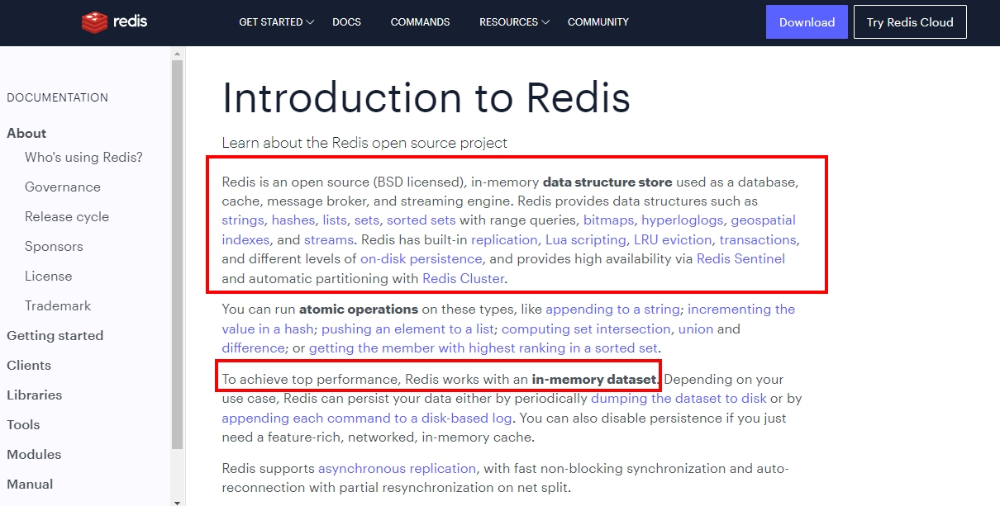 redis
GET STARTED
DOCS
COMMANDS
RESOURCES
COMMUNITY
Download
Try Redis Cloud
DOCUMENTATION
About
Who's using Redis?
Governance
Release cycle
Sponsors
License
Trademark
Getting started
Clients
Libraries
Tools
Modules
Manual
Introduction to Redis
Learn about the Redis open source project
Redis is an open source (BSD licensed), in-memory data structure store used as a database,
cache, message broker, and streaming engine. Redis provides data structures such as
strings, hashes, lists, sets, sorted sets with range queries, bitmaps, hyperloglogs, geospatial
indexes, and streams. Redis has built-in replication, Lua scripting, LRU eviction, transactions,
and different levels of on-disk persistence, and provides high availability via Redis Sentinel
and automatic partitioning with Redis Cluster.
You can run atomic operations on these types, like appending to a string; incrementing the
value in a hash; pushing an element to a list; computing set intersection, union and
difference; or getting the member with highest ranking in a sorted set.
To achieve top performance, Redis works with an in-memory dataset. Depending on your
use case, Redis can persist your data either by periodically dumping the dataset to disk or by
appending each command to a disk-based log. You can also disable persistence if you just
need a feature-rich, networked, in-memory cache.
Redis supports asynchronous replication, with fast non-blocking synchronization and auto-
reconnection with partial resynchronization on net split.